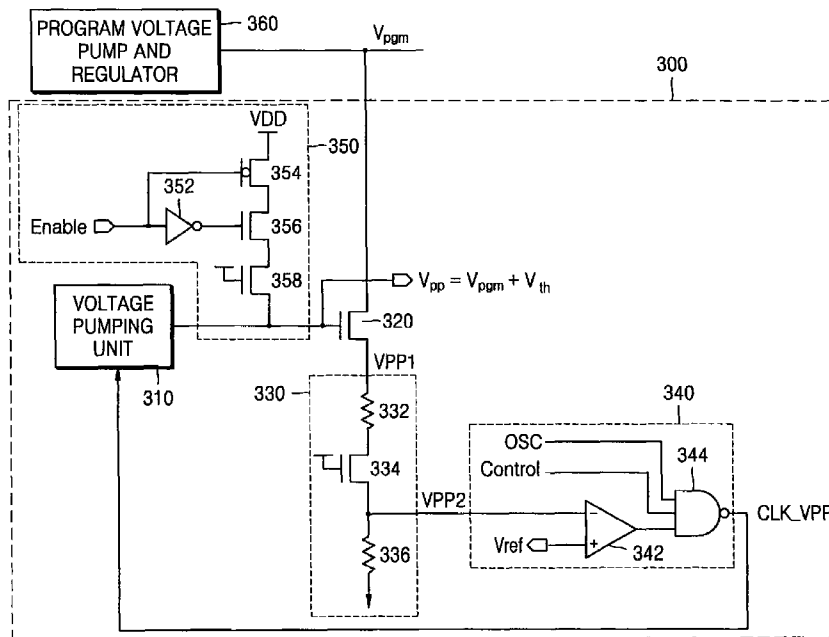 PROGRAM VOLTAGE
PUMP AND
REGULATOR
360
Vpgm
300
VDD
350
354
352
Enable
356
358
Vpp = Vpgm + Vth
VOLTAGE
PUMPING
UNIT
320
310
VPP1
330
332
340
OSC
344
334
Control
VPP2
CLK_VPP
−
336
Vref
+
342